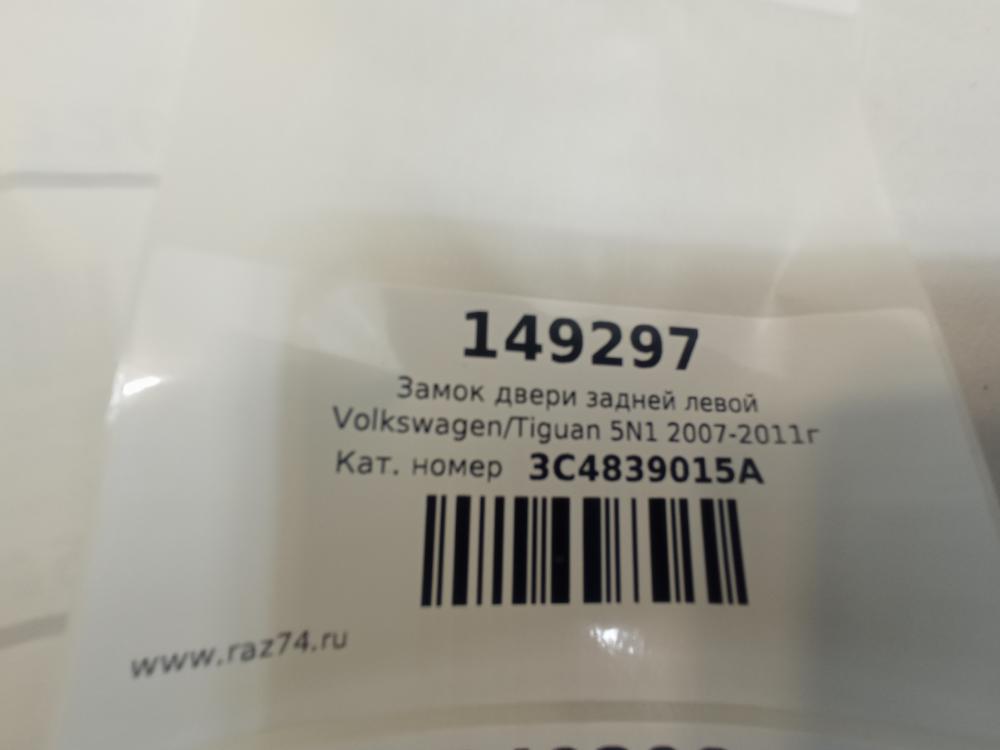 149297
Замок двери задней левой
Volkswagen/Tiguan 5N1 2007-2011г
Кат. номер 3C4839015A
www.raz74.ru